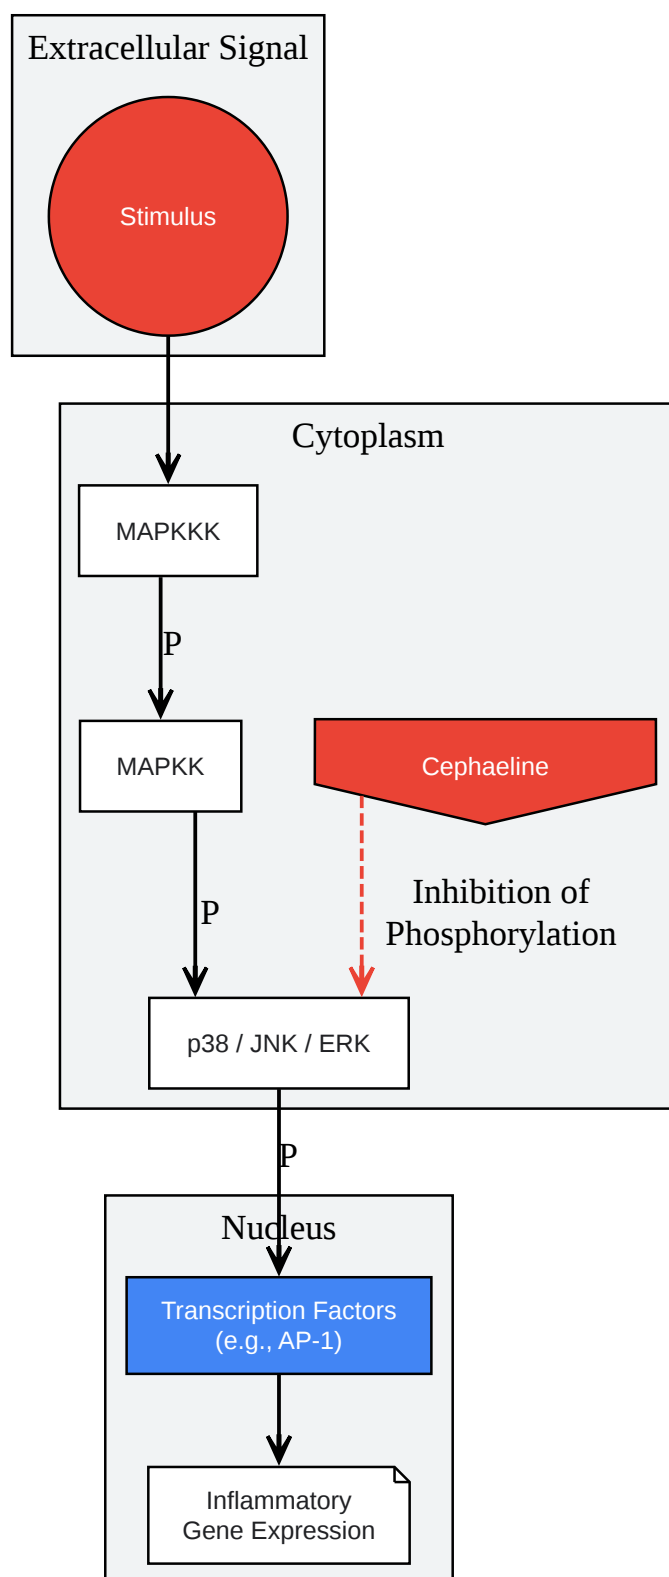 Extracellular Signal
Stimulus
Cytoplasm
MAPKKK
P
MAPKK
Cephaeline
P
Inhibition of
Phosphorylation
p38 / JNK / ERK
P
Nucleus
Transcription Factors
(e.g., AP-1)
Inflammatory
Gene Expression